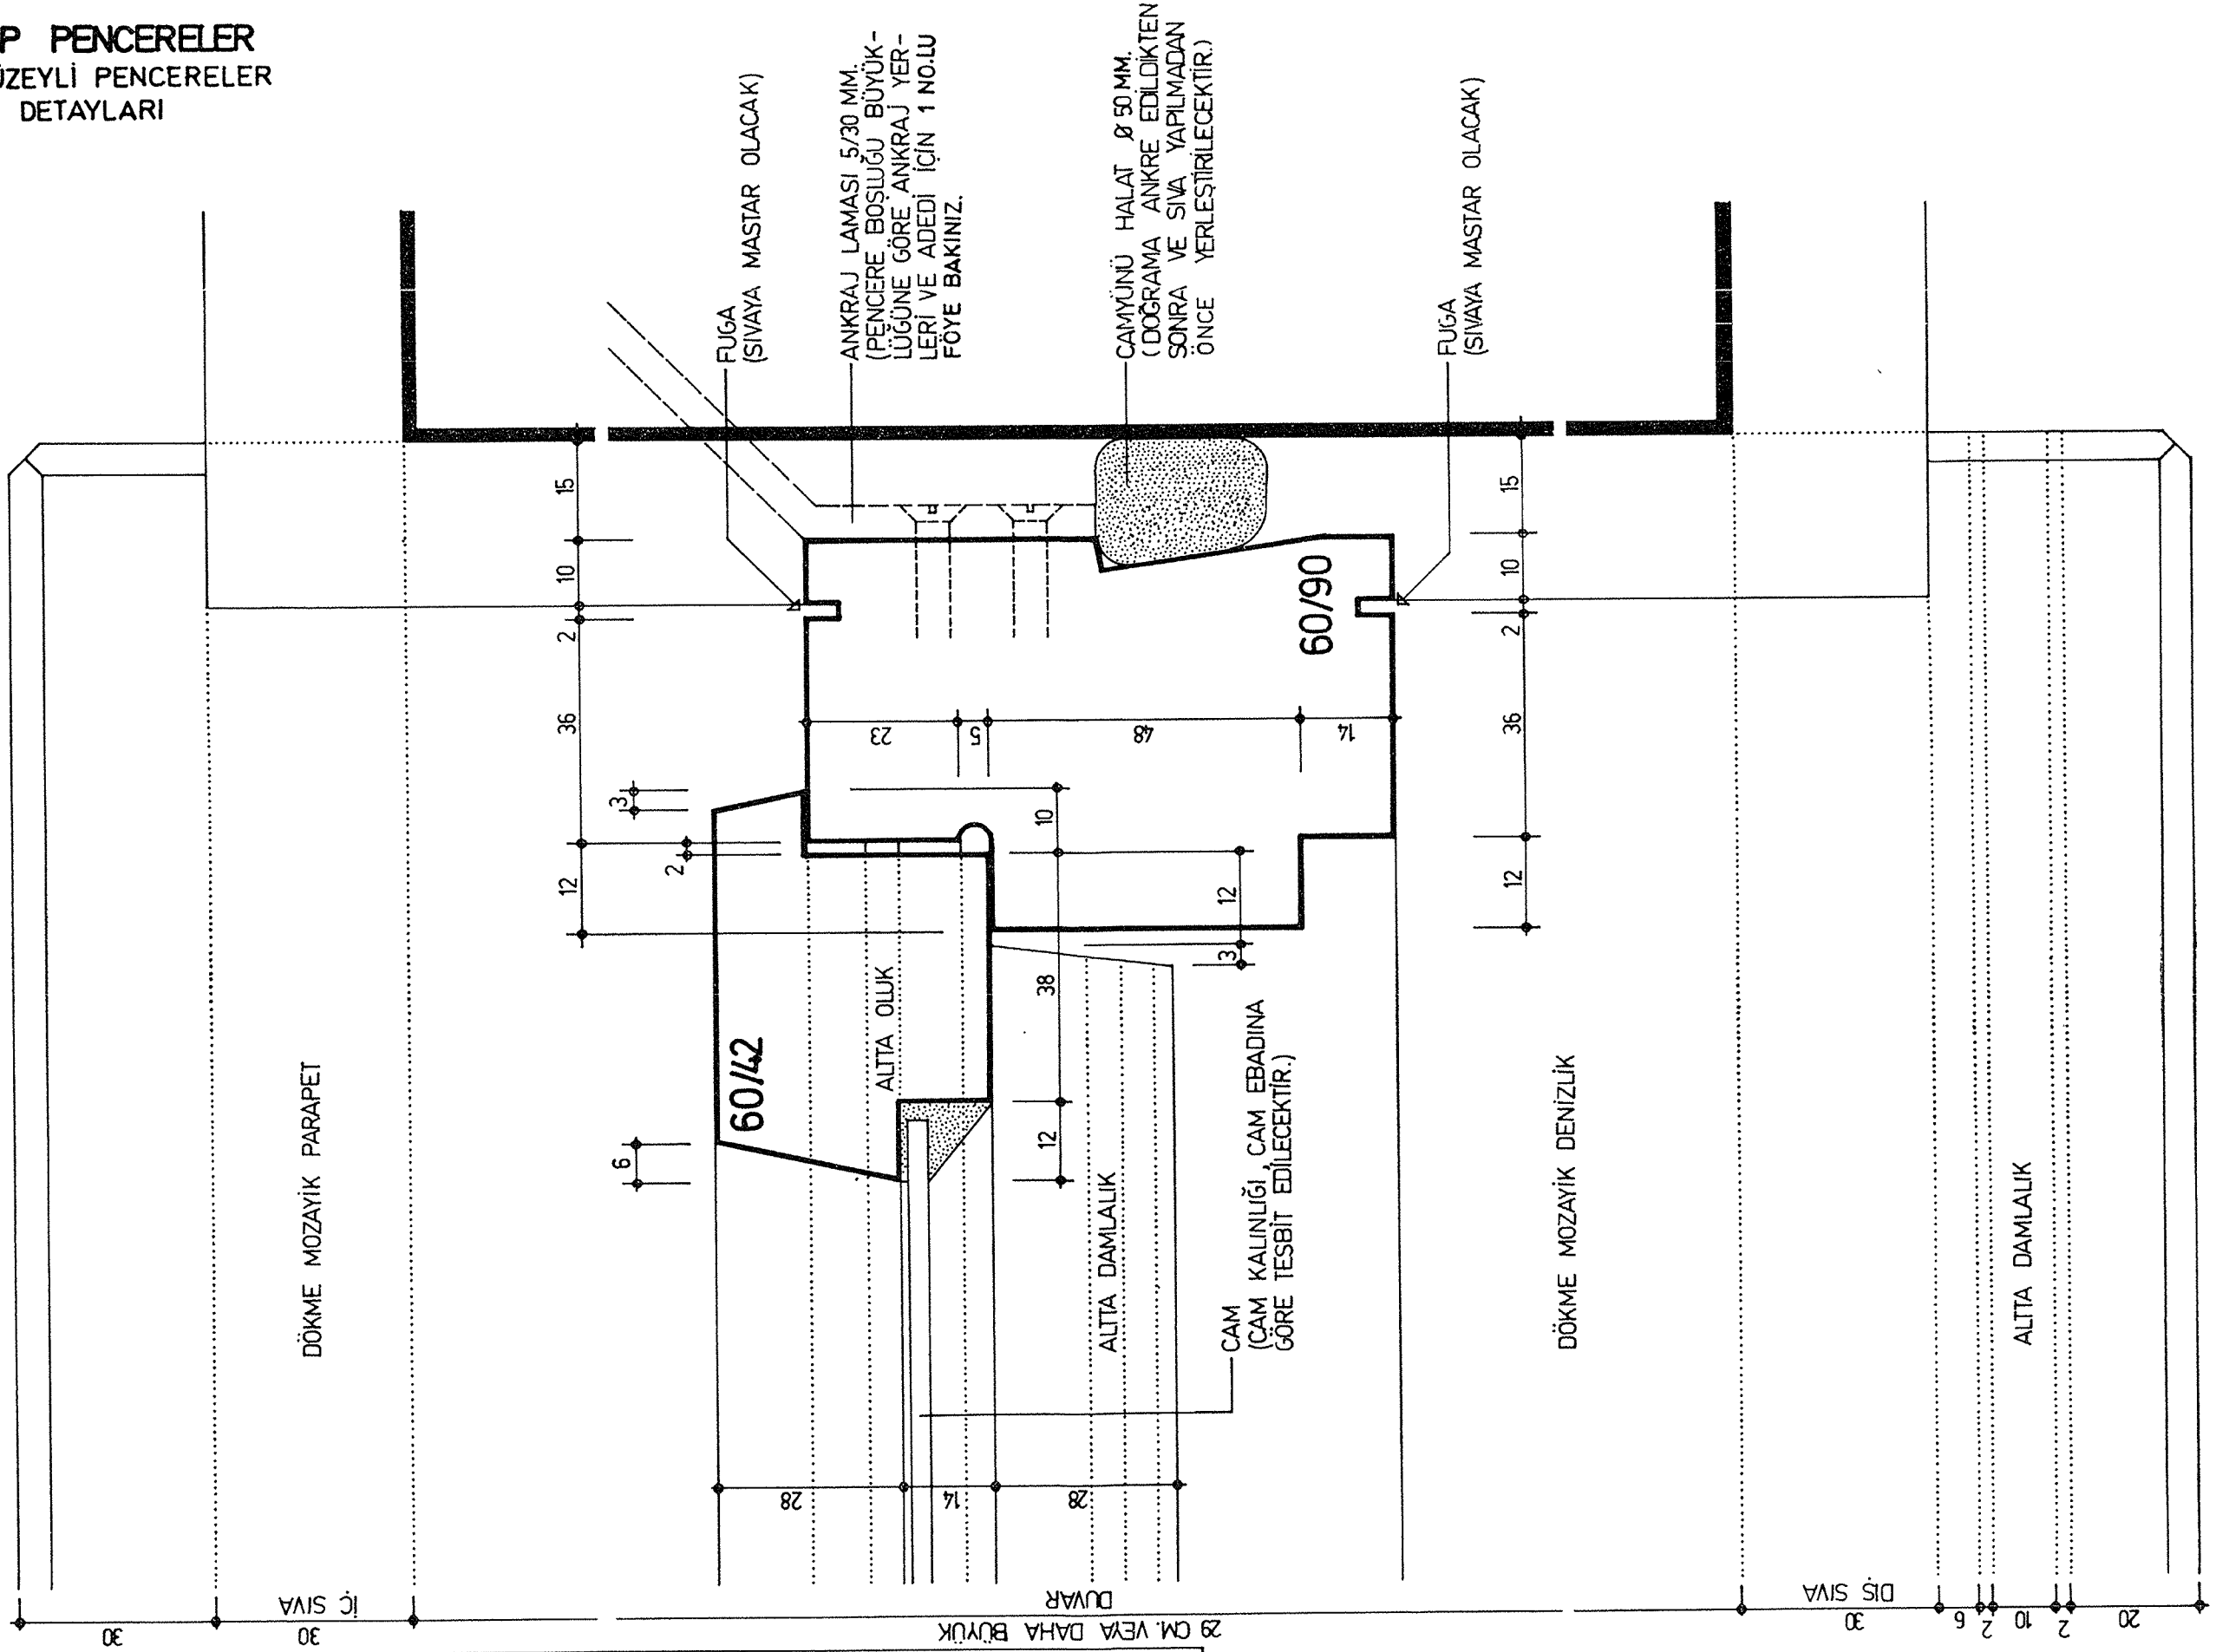 P PENCERELER
ÜZEYLİ PENCERELER
DETAYLARI
FUGA
(SIVAYA MASTAR OLACAK)
ANKRAJ LAMASI 5/30 MM.
(PENCERE BOSLUĞU BÜYÜK-
LÜĞÜNE GÖRE ANKRAJ YER-
LERİ VE ADEDİ İÇİN 1 NO.LU
FÖYE BAKINIZ.
CAMYÜNÜ HALAT Ø 50 MM.
(DOĞRAMA ANKRE EDİLDİKTEN
SONRA VE SIVA YAPILMADAN
ÖNCE YERLEŞTİRİLECEKTİR.)
FUGA
(SIVAYA MASTAR OLACAK)
15
10
2
36
12
3
2
6
15
10
2
36
12
60/90
23
5
48
14
10
38
12
12
3
60/42
ALTTA OLUK
DÖKME MOZAYİK PARAPET
ALTTA DAMLALIK
CAM
(CAM KALINLIĞI, CAM EBADINA
GÖRE TESBİT EDİLECEKTİR.)
DÖKME MOZAYİK DENİZLİK
ALTTA DAMLALIK
28
14
28
30
30
İÇ SIVA
DUVAR
29 CM. VEYA DAHA BÜYÜK
DIŞ SIVA
30
6
2
10
2
20